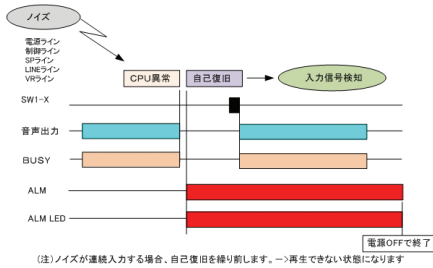 ノイズ
電源ライン
制御ライン
SPライン
LINEライン
VRライン
CPU異常
自己復旧
入力信号検知
SW1-X
音声出力
BUSY
ALM
ALM LED
電源OFFで終了
(注)ノイズが連続入力する場合、自己復旧を繰り前します。ー>再生できない状態になります